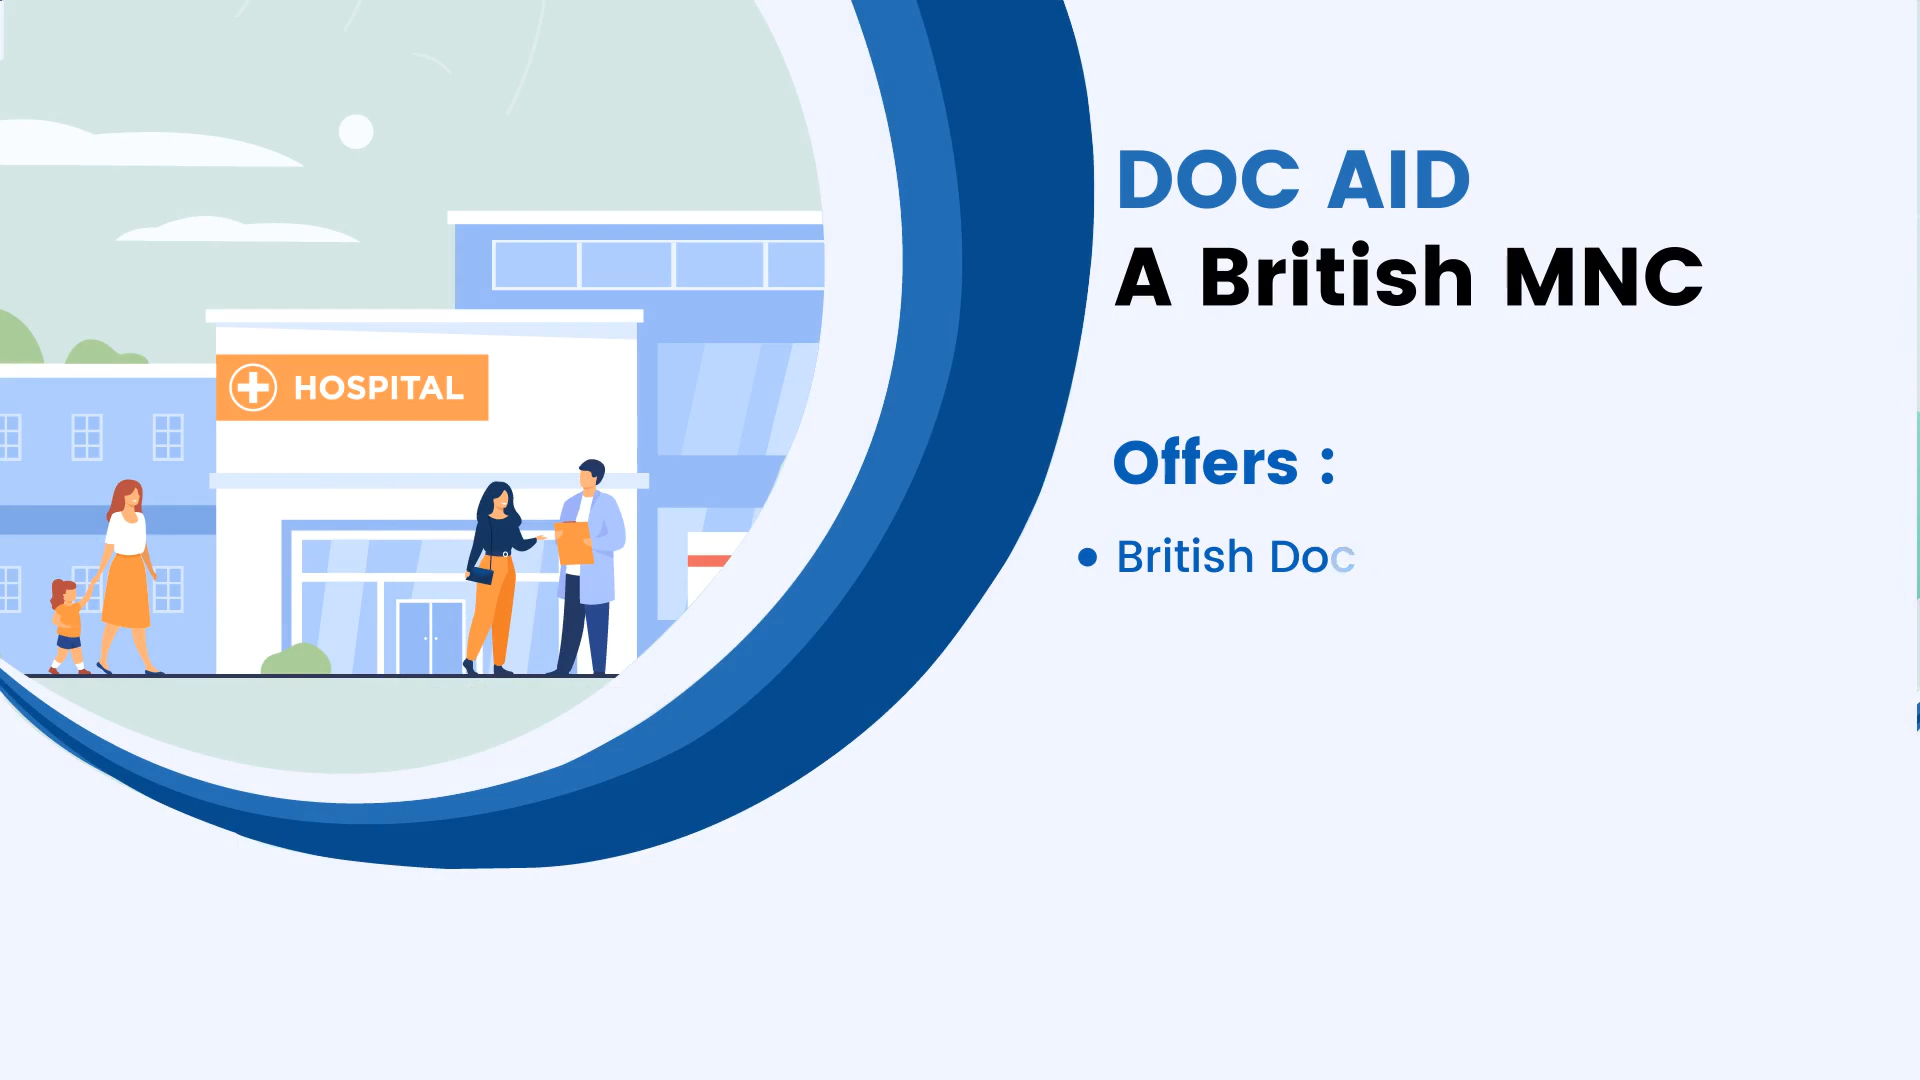 DOC AID
A British MNC
HOSPITAL
Offers :
• British Doc